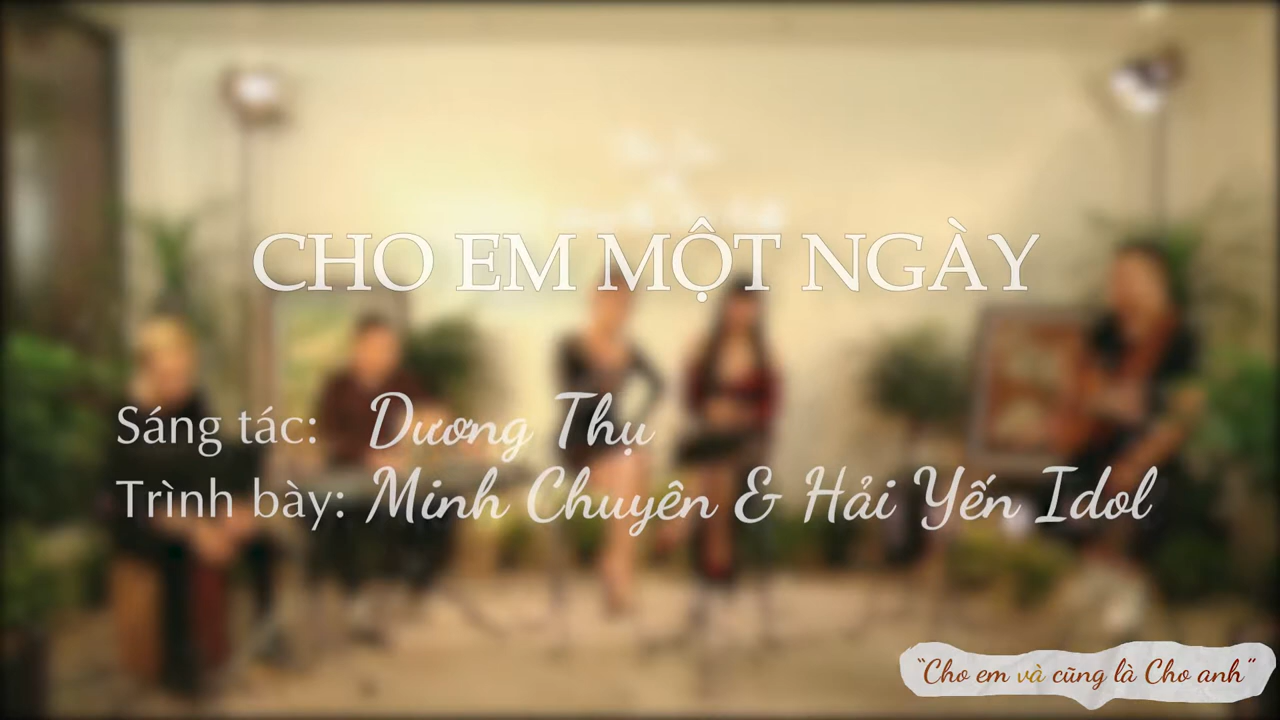 CHO EM MỘT NGÀY
Sáng tác: Dương Thụ
Trình bày: Minh Chuyên & Hải Yến Idol
“Cho em và cũng là Cho anh”